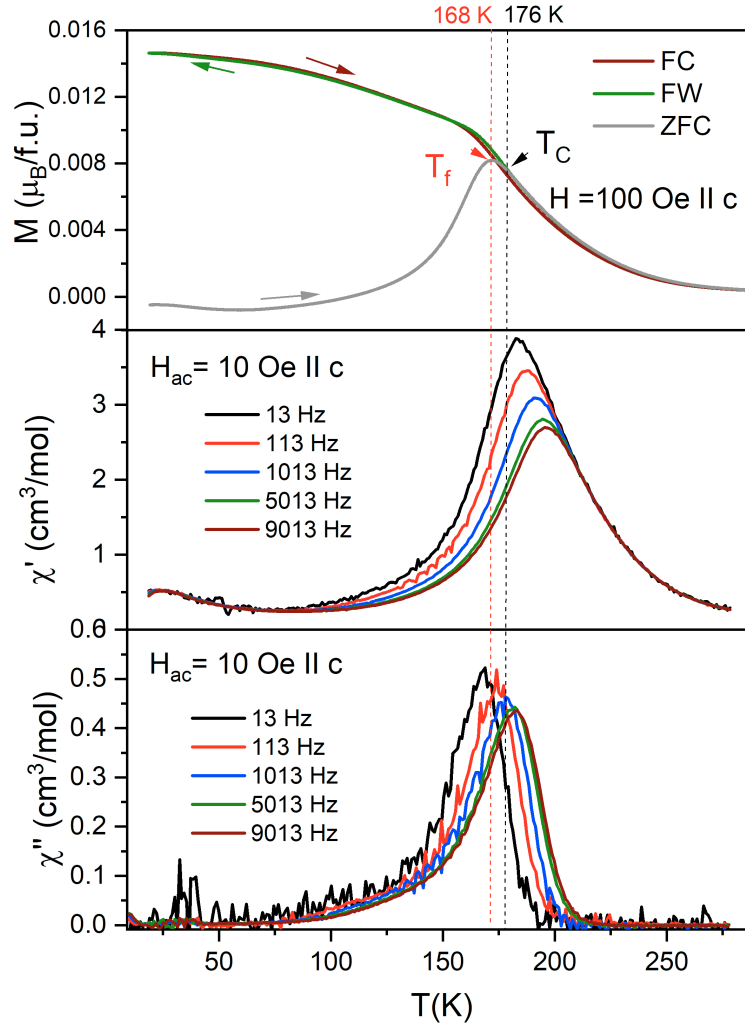 168 K 176 K
0.016
0.012
0.008
0.004
0.000
M (μB/f.u.)
FC
FW
ZFC
Tf
TC
H =100 Oe II c
4
3
2
1
0
χ' (cm³/mol)
Hac= 10 Oe II c
13 Hz
113 Hz
1013 Hz
5013 Hz
9013 Hz
0.6
0.5
0.4
0.3
0.2
0.1
0.0
χ" (cm³/mol)
Hac= 10 Oe II c
13 Hz
113 Hz
1013 Hz
5013 Hz
9013 Hz
50 100 150 200 250
T(K)